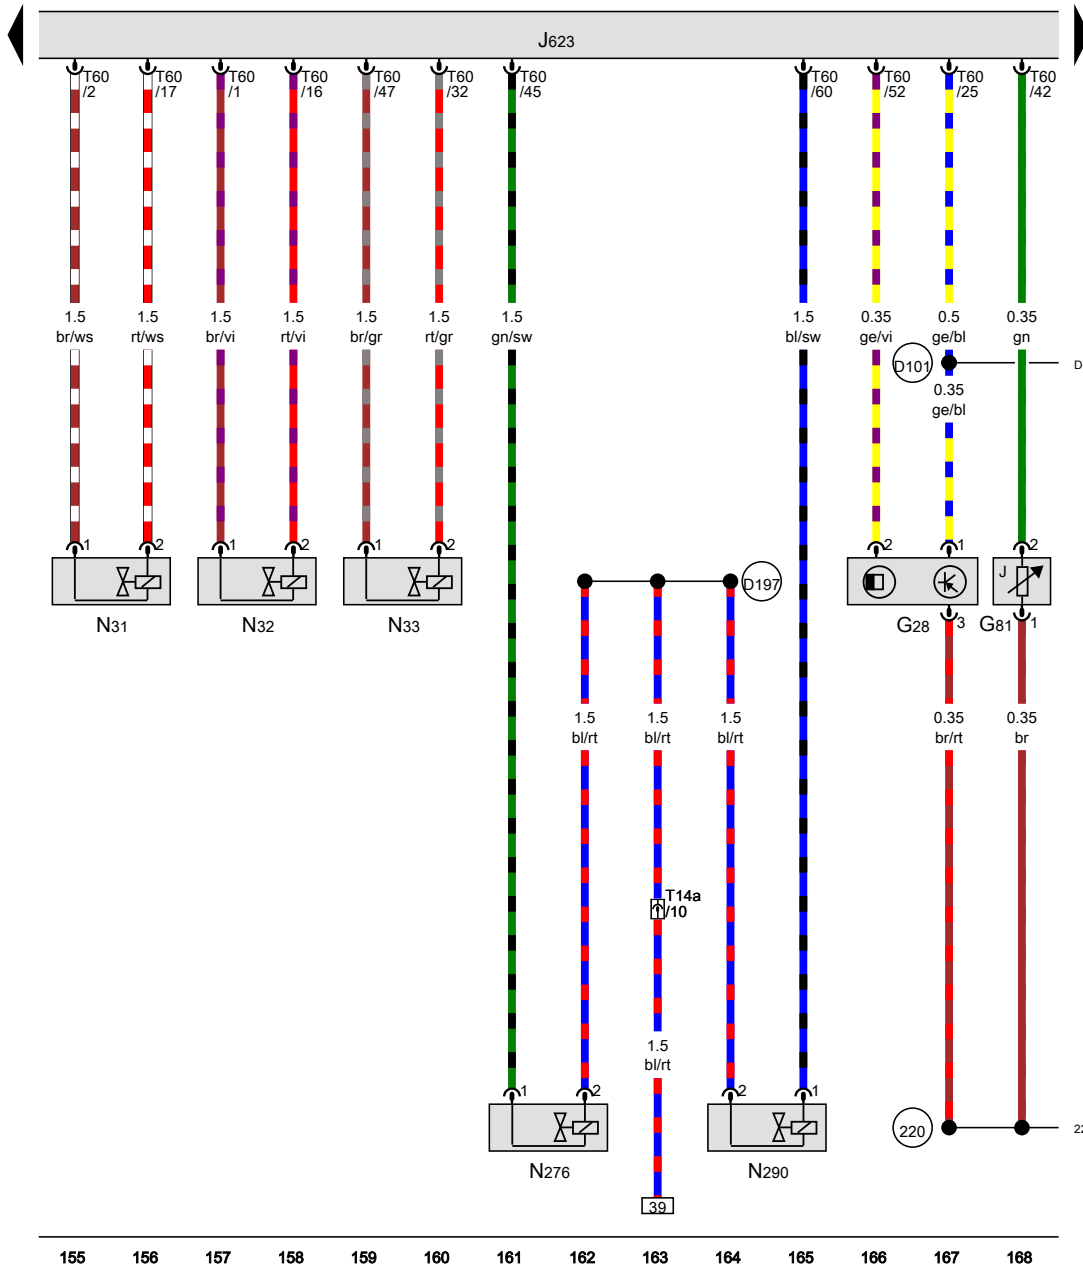 J623
T60 T60 T60 T60 T60 T60 T60 T60 T60 T60 T60
/2 /17 /1 /16 /47 /32 /45 /60 /52 /25 /42
1.5 1.5 1.5 1.5 1.5 1.5 1.5 1.5 0.35 0.5 0.35
br/ws rt/ws br/vi rt/vi br/gr rt/gr gn/sw bl/sw ge/vi ge/bl gn
D101 D
0.35
ge/bl
1 2 1 2 1 2 2 1 2
J
D197
N31 N32 N33 G28 3 G81 1
1.5 1.5 1.5 0.35 0.35
bl/rt bl/rt bl/rt br/rt br
T14a
/10
1.5
bl/rt
1 2 2 1
220 22
N276 N290
39
155 156 157 158 159 160 161 162 163 164 165 166 167 168